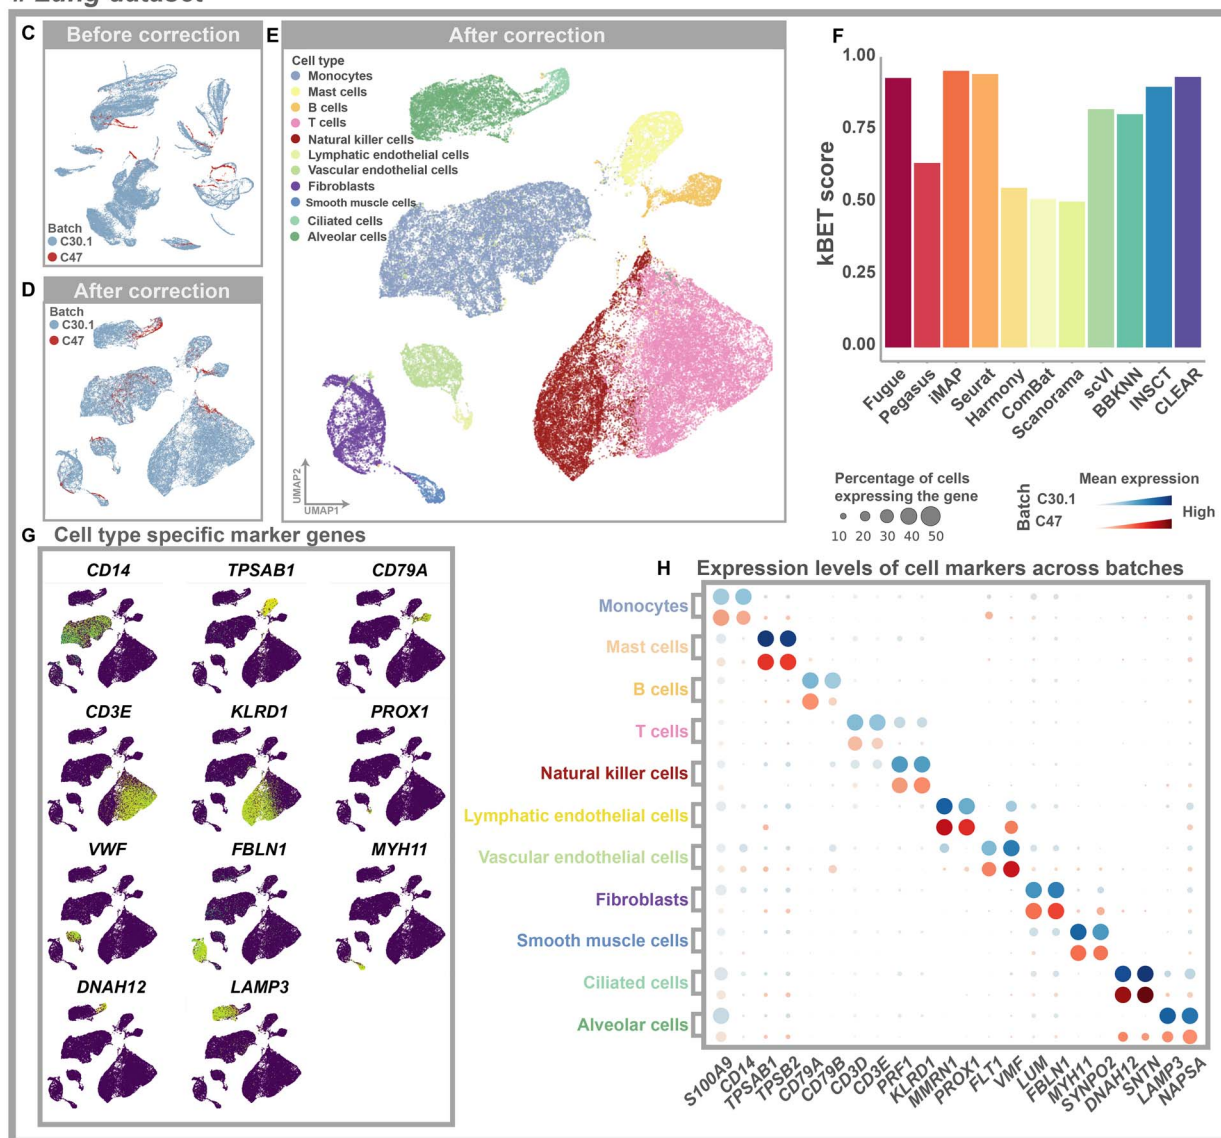 C
Before correction
Batch
C30.1
C47
D
After correction
Batch
C30.1
C47
E
After correction
Cell type
Monocytes
Mast cells
B cells
T cells
Natural killer cells
Lymphatic endothelial cells
Vascular endothelial cells
Fibroblasts
Smooth muscle cells
Ciliated cells
Alveolar cells
UMAP2
UMAP1
F
kBET score
1.00
0.75
0.50
0.25
0.00
Fugue
Pegasus
iMAP
Seurat
Harmony
ComBat
Scanorama
scVI
BBKNN
INSCT
CLEAR
Percentage of cells
expressing the gene
10 20 30 40 50
Batch
Mean expression
C30.1
C47
High
G Cell type specific marker genes
CD14 TPSAB1 CD79A
CD3E KLRD1 PROX1
VWF FBLN1 MYH11
DNAH12 LAMP3
H Expression levels of cell markers across batches
Monocytes
Mast cells
B cells
T cells
Natural killer cells
Lymphatic endothelial cells
Vascular endothelial cells
Fibroblasts
Smooth muscle cells
Ciliated cells
Alveolar cells
S100A9
CD14
TPSAB1
TPSB2
CD79A
CD79B
CD3D
CD3E
PRF1
KLRD1
MMRN1
PROX1
FLT1
VMF
LUM
FBLN1
MYH11
SYNPO2
DNAH12
SNTN
LAMP3
NAPSA